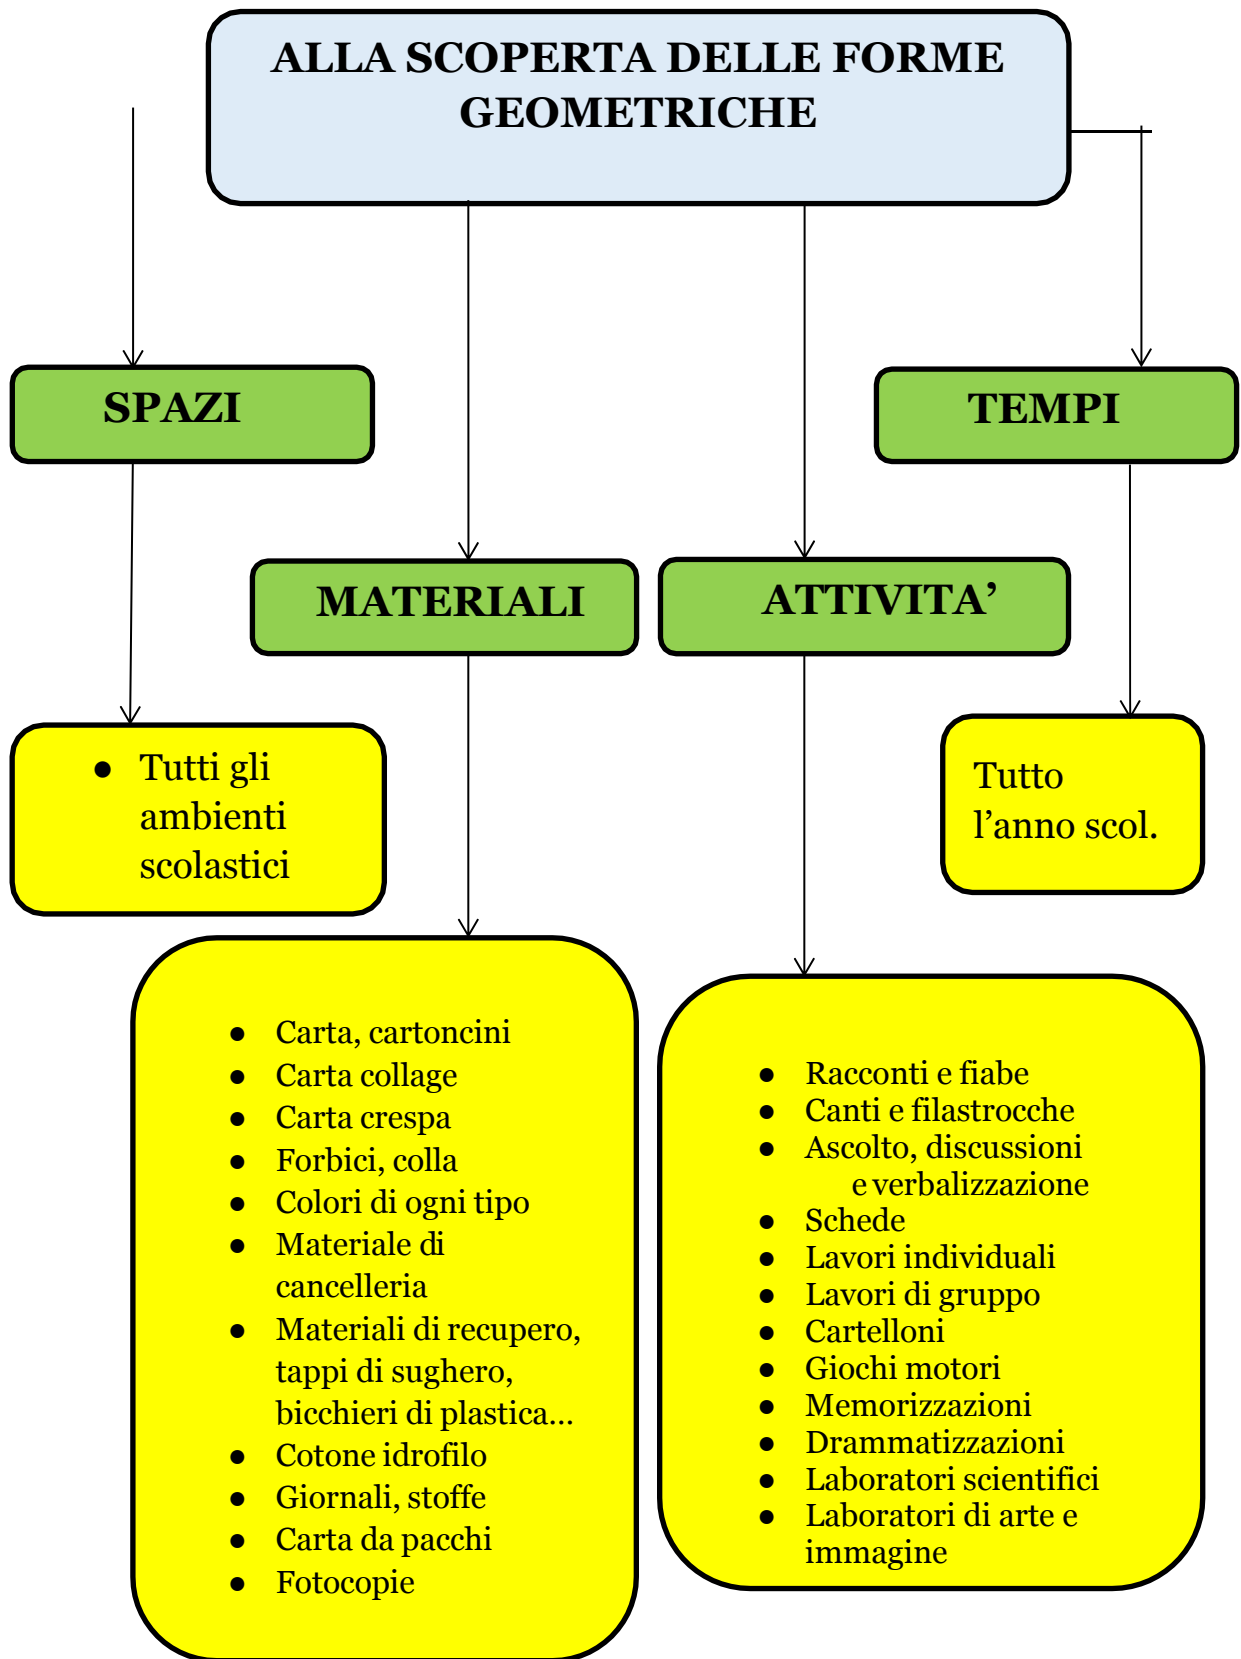 ALLA SCOPERTA DELLE FORME
GEOMETRICHE
SPAZI
TEMPI
MATERIALI
ATTIVITA’
● Tutti gli
ambienti
scolastici
Tutto
l’anno scol.
● Carta, cartoncini
● Carta collage
● Carta crespa
● Forbici, colla
● Colori di ogni tipo
● Materiale di
cancelleria
● Materiali di recupero,
tappi di sughero,
bicchieri di plastica…
● Cotone idrofilo
● Giornali, stoffe
● Carta da pacchi
● Fotocopie
● Racconti e fiabe
● Canti e filastrocche
● Ascolto, discussioni
e verbalizzazione
● Schede
● Lavori individuali
● Lavori di gruppo
● Cartelloni
● Giochi motori
● Memorizzazioni
● Drammatizzazioni
● Laboratori scientifici
● Laboratori di arte e
immagine